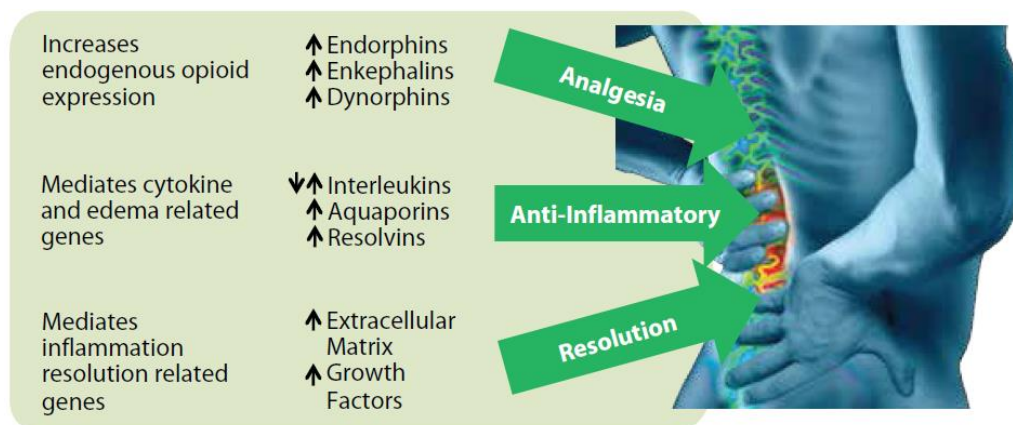 Increases
endogenous opioid
expression
↑ Endorphins
↑ Enkephalins
↑ Dynorphins
Analgesia
Mediates cytokine
and edema related
genes
↓↑ Interleukins
↑ Aquaporins
↑ Resolvins
Anti-Inflammatory
Mediates
inflammation
resolution related
genes
↑ Extracellular
Matrix
↑ Growth
Factors
Resolution